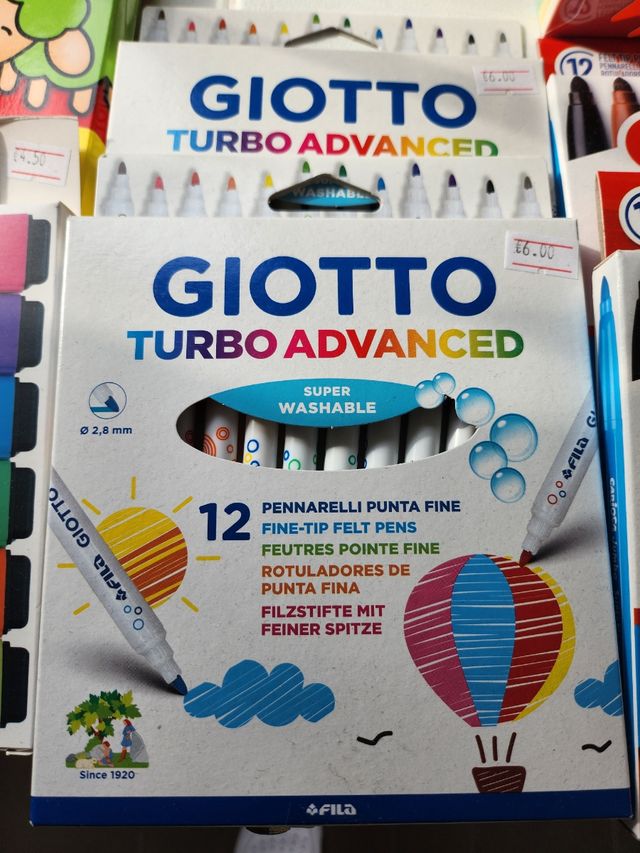 €6.00
GIOTTO
TURBO ADVANCED
12
€4.50
WASHABLE
€6.00
GIOTTO
TURBO ADVANCED
SUPER
WASHABLE
Ø 2,8 mm
12
PENNARELLI PUNTA FINE
FINE-TIP FELT PENS
FEUTRES POINTE FINE
ROTULADORES DE
PUNTA FINA
FILZSTIFTE MIT
FEINER SPITZE
GIOTTO
FILA
FILA
Since 1920
FILA